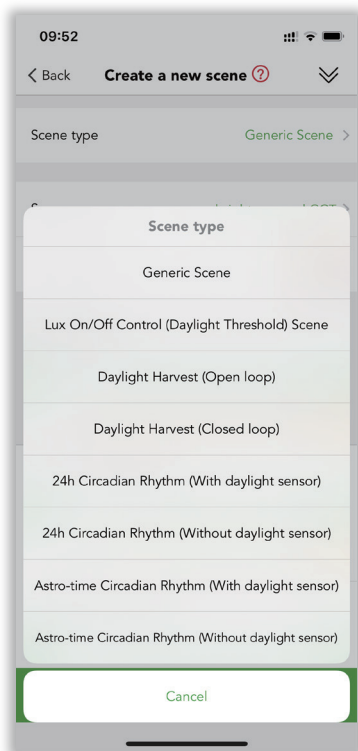 09:52
Back Create a new scene ?
Scene type Generic Scene
Scene type
Generic Scene
Lux On/Off Control (Daylight Threshold) Scene
Daylight Harvest (Open loop)
Daylight Harvest (Closed loop)
24h Circadian Rhythm (With daylight sensor)
24h Circadian Rhythm (Without daylight sensor)
Astro-time Circadian Rhythm (With daylight sensor)
Astro-time Circadian Rhythm (Without daylight sensor)
Cancel